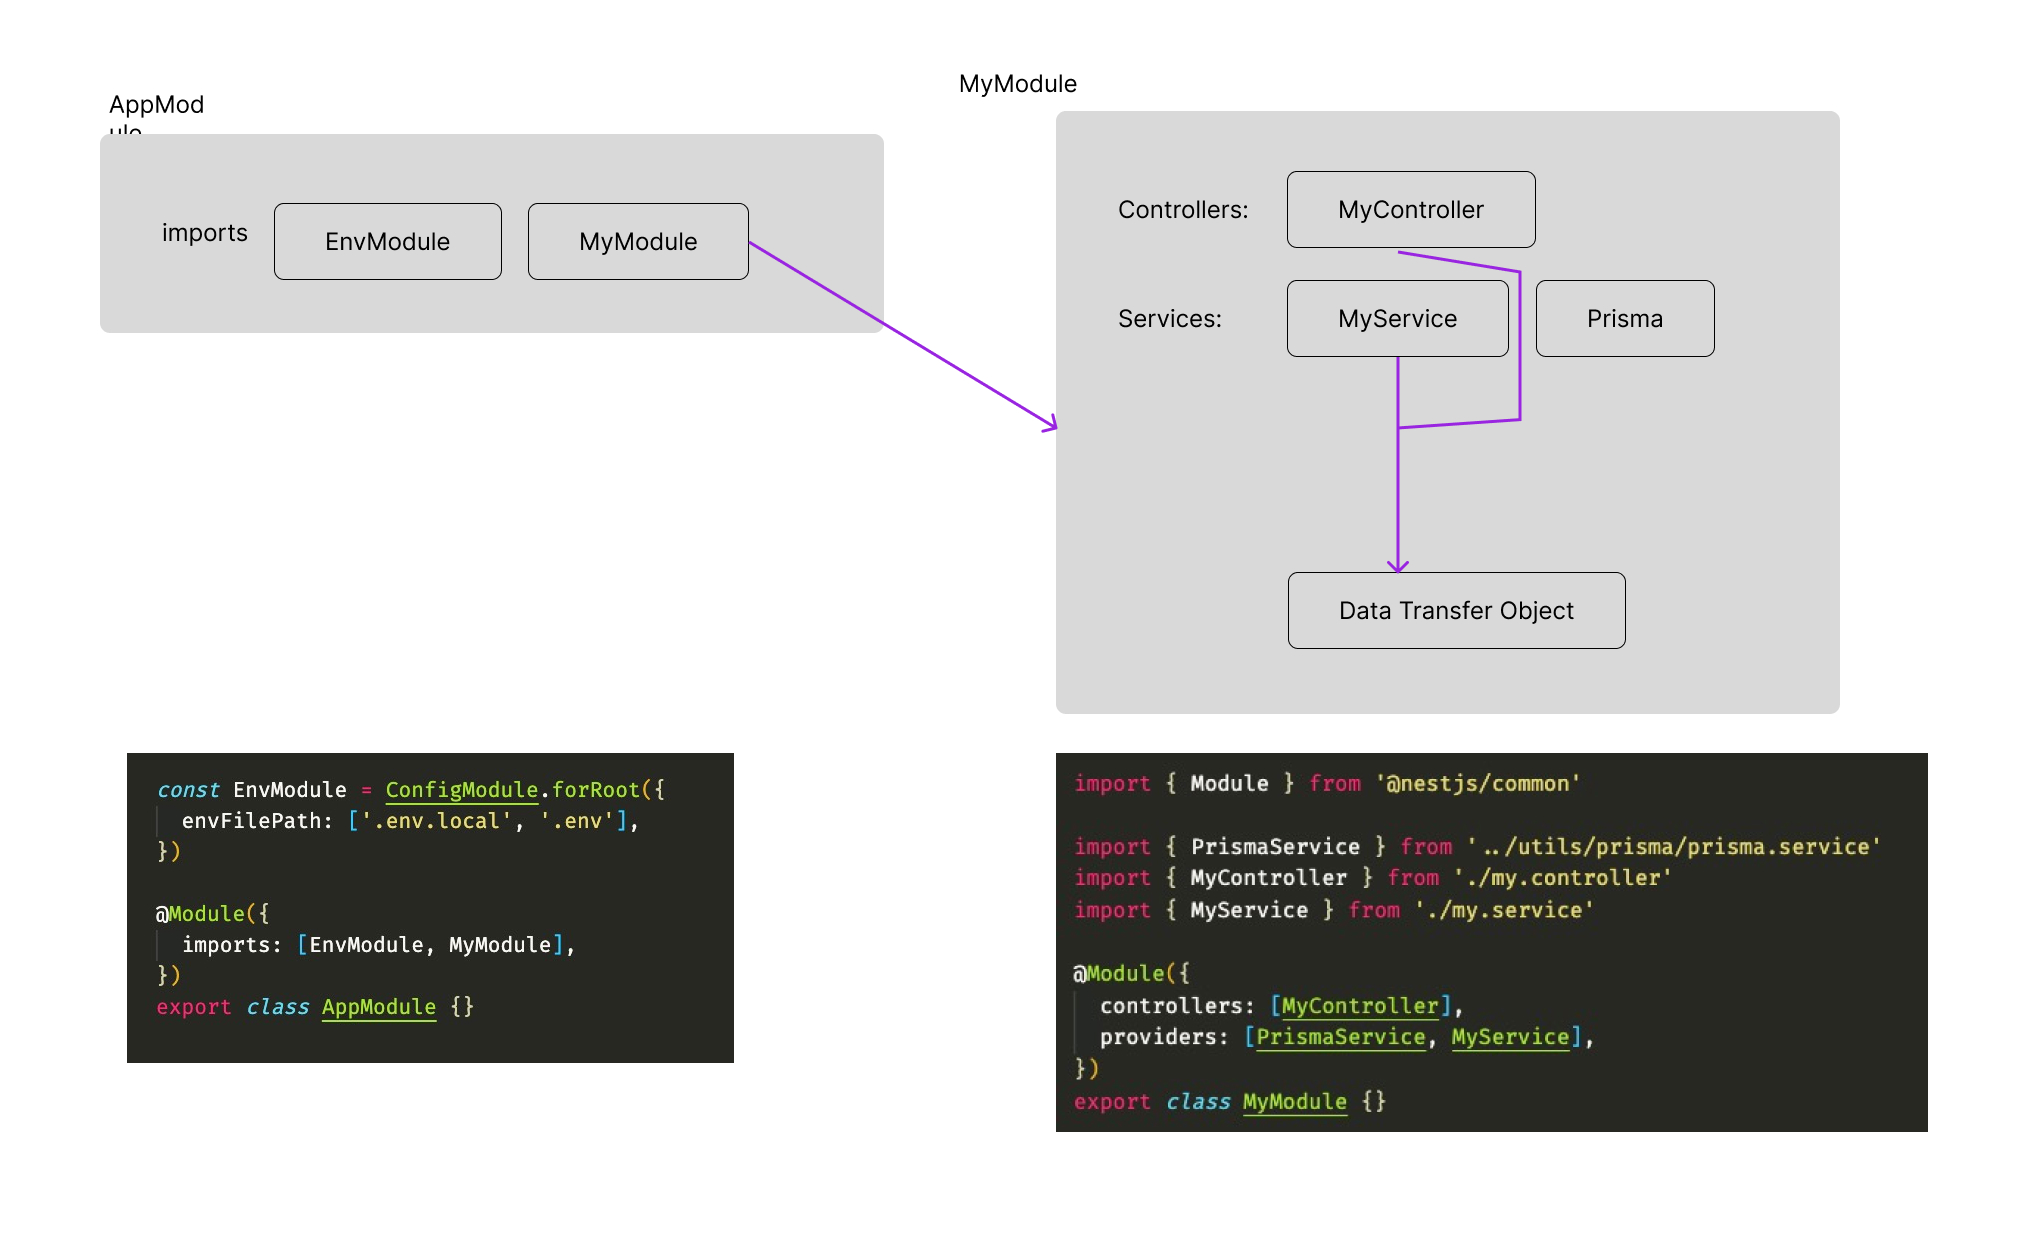 AppMod
ule
imports
EnvModule
MyModule
MyModule
Controllers:
MyController
Services:
MyService
Prisma
Data Transfer Object
const EnvModule = ConfigModule.forRoot({
envFilePath: ['.env.local', '.env'],
})
@Module({
imports: [EnvModule, MyModule],
})
export class AppModule {}
import { Module } from '@nestjs/common'
import { PrismaService } from '../utils/prisma/prisma.service'
import { MyController } from './my.controller'
import { MyService } from './my.service'
@Module({
controllers: [MyController],
providers: [PrismaService, MyService],
})
export class MyModule {}